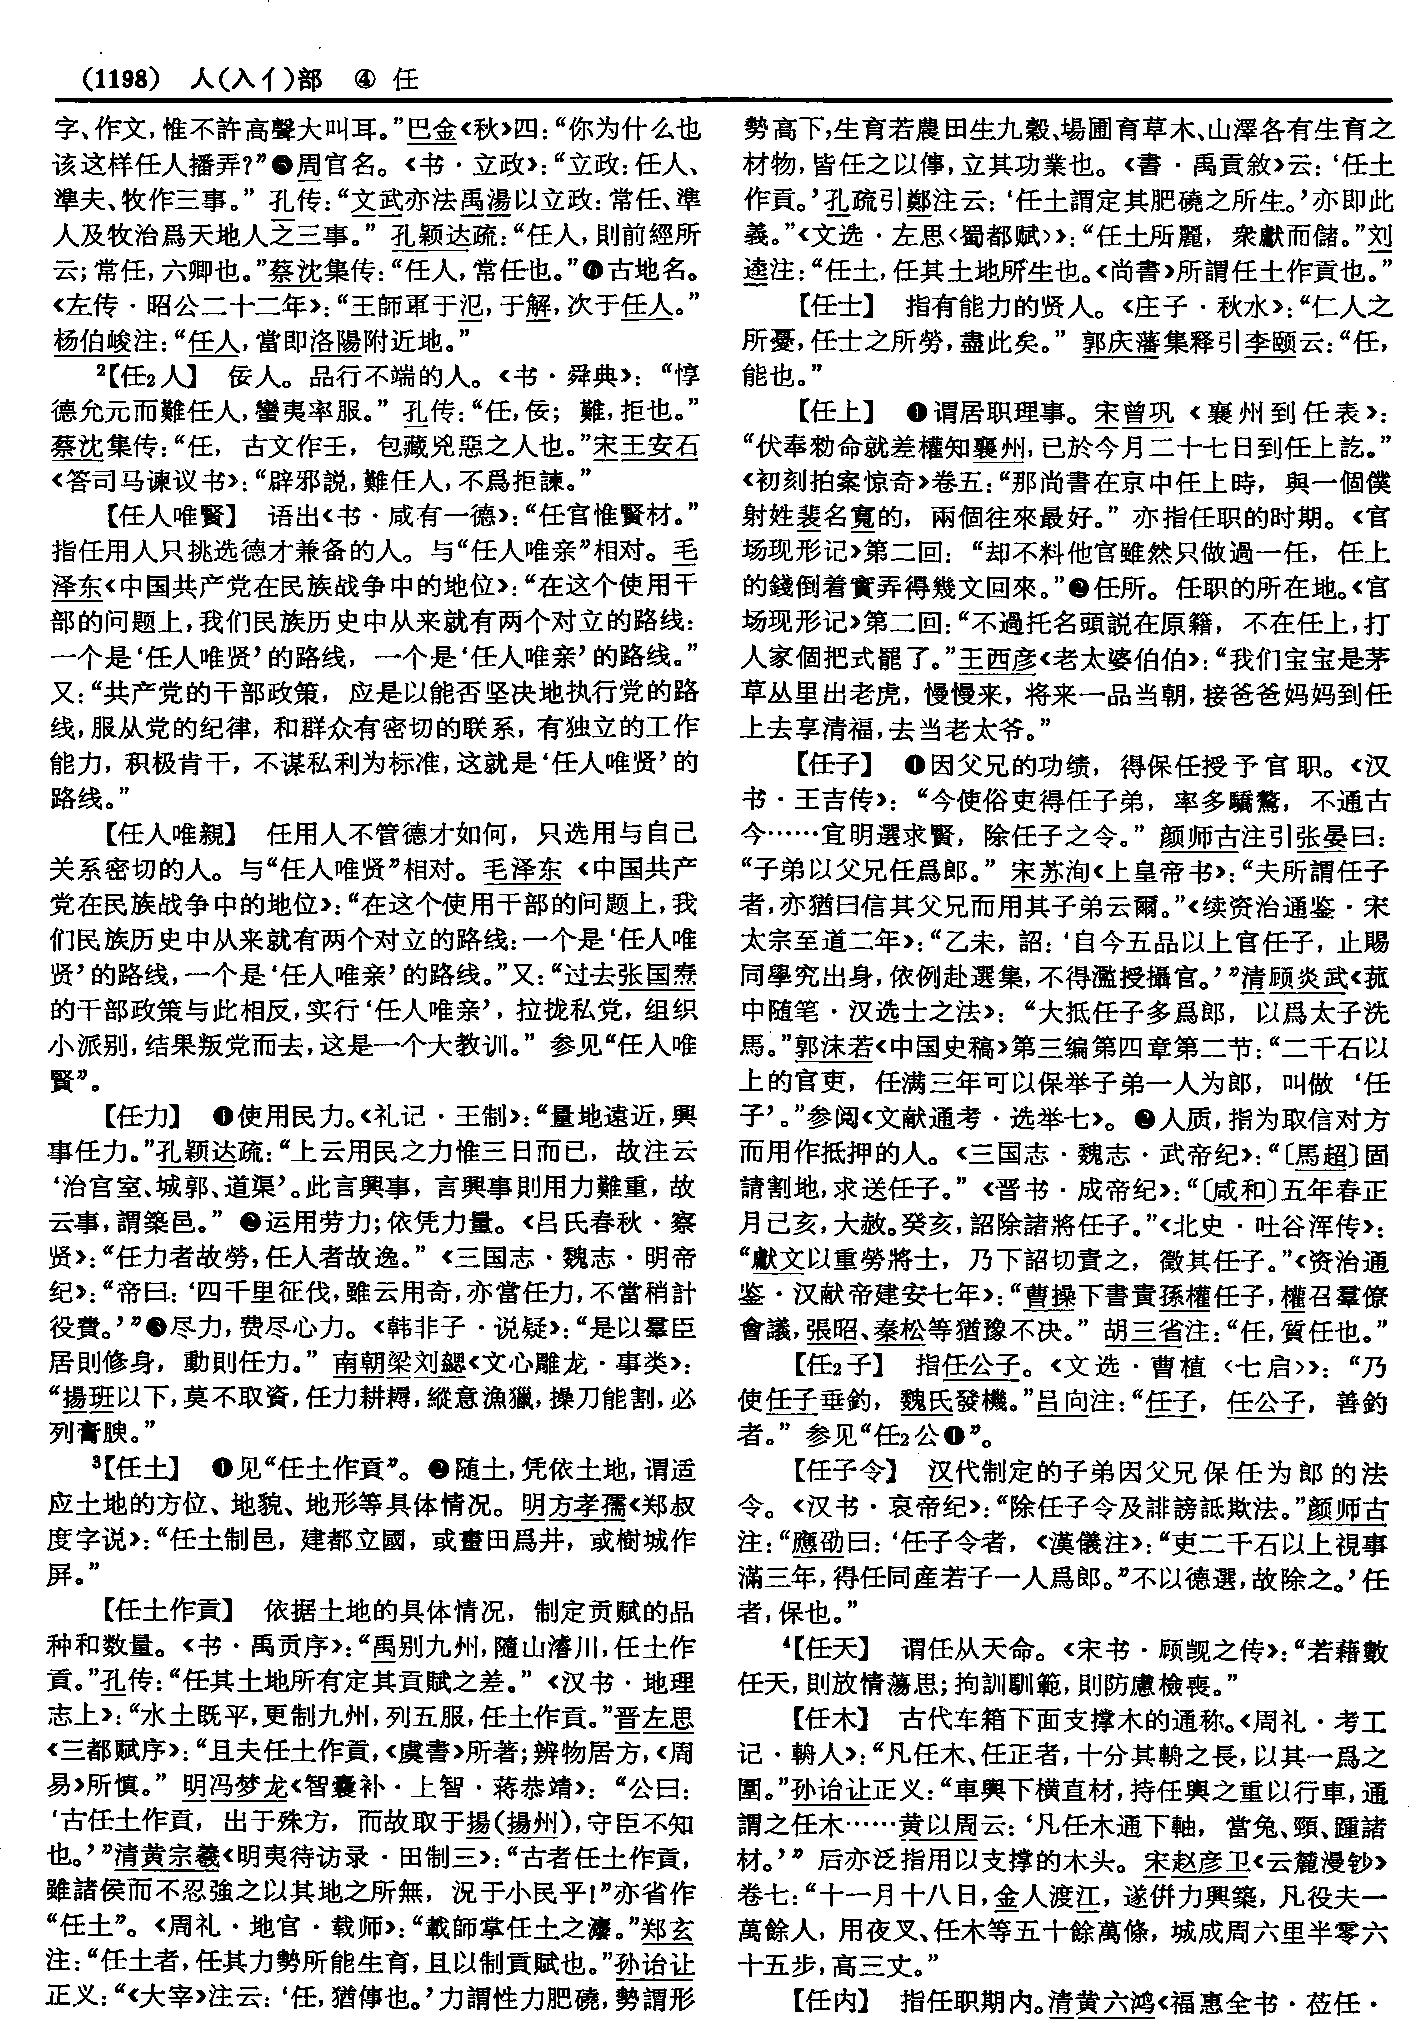 (1198) 人(入亻)部 ④ 任
字、作文，惟不許高聲大叫耳。”巴金《秋》四：“你为什么也
该这样任人播弄？”❺周官名。《书·立政》：“立政：任人、
準夫、牧作三事。”孔传：“文武亦法禹湯以立政：常任、準
人及牧治爲天地人之三事。”孔颖达疏：“任人，則前經所
云；常任，六卿也。”蔡沈集传：“任人，常任也。”❻古地名。
《左传·昭公二十二年》：“王師軍于氾，于解，次于任人。”
杨伯峻注：“任人，當即洛陽附近地。”
²【任₂人】 佞人。品行不端的人。《书·舜典》：“惇
德允元而難任人，蠻夷率服。”孔传：“任，佞；難，拒也。”
蔡沈集传：“任，古文作壬，包藏兇惡之人也。”宋王安石
《答司马谏议书》：“辟邪説，難任人，不爲拒諫。”
【任人唯賢】 语出《书·咸有一德》：“任官惟賢材。”
指任用人只挑选德才兼备的人。与“任人唯亲”相对。毛
泽东《中国共产党在民族战争中的地位》：“在这个使用干
部的问题上，我们民族历史中从来就有两个对立的路线：
一个是‘任人唯贤’的路线，一个是‘任人唯亲’的路线。”
又：“共产党的干部政策，应是以能否坚决地执行党的路
线，服从党的纪律，和群众有密切的联系，有独立的工作
能力，积极肯干，不谋私利为标准，这就是‘任人唯贤’的
路线。”
【任人唯親】 任用人不管德才如何，只选用与自己
关系密切的人。与“任人唯贤”相对。毛泽东《中国共产
党在民族战争中的地位》：“在这个使用干部的问题上，我
们民族历史中从来就有两个对立的路线：一个是‘任人唯
贤’的路线，一个是‘任人唯亲’的路线。”又：“过去张国焘
的干部政策与此相反，实行‘任人唯亲’，拉拢私党，组织
小派别，结果叛党而去，这是一个大教训。”参见“任人唯
賢”。
【任力】 ❶使用民力。《礼记·王制》：“量地遠近，興
事任力。”孔颖达疏：“上云用民之力惟三日而已，故注云
‘治宫室、城郭、道渠’。此言興事，言興事則用力難重，故
云事，謂築邑。”❷运用劳力；依凭力量。《吕氏春秋·察
贤》：“任力者故勞，任人者故逸。”《三国志·魏志·明帝
纪》：“帝曰：‘四千里征伐，雖云用奇，亦當任力，不當稍計
役費。’”❸尽力，费尽心力。《韩非子·说疑》：“是以羣臣
居則修身，動則任力。”南朝梁刘勰《文心雕龙·事类》：
“揚班以下，莫不取資，任力耕耨，縱意漁獵，操刀能割，必
列膏腴。”
³【任土】 ❶见“任土作貢”。❷随土，凭依土地，谓适
应土地的方位、地貌、地形等具体情况。明方孝孺《郑叔
度字说》：“任土制邑，建都立國，或畫田爲井，或樹城作
屏。”
【任土作貢】 依据土地的具体情况，制定贡赋的品
种和数量。《书·禹贡序》：“禹别九州，隨山濬川，任土作
貢。”孔传：“任其土地所有定其貢賦之差。”《汉书·地理
志上》：“水土既平，更制九州，列五服，任土作貢。”晋左思
《三都赋序》：“且夫任土作貢，《虞書》所著；辨物居方，《周
易》所慎。”明冯梦龙《智囊补·上智·蒋恭靖》：“公曰：
‘古任土作貢，出于殊方，而故取于揚(揚州)，守臣不知
也。’”清黄宗羲《明夷待访录·田制三》：“古者任土作貢，
雖諸侯而不忍強之以其地之所無，況于小民乎！”亦省作
“任土”。《周礼·地官·载师》：“載師掌任土之灋。”郑玄
注：“任土者，任其力勢所能生育，且以制貢賦也。”孙诒让
正义：“《大宰》注云：‘任，猶傳也。’力謂性力肥磽，勢謂形
勢高下，生育若農田生九穀、場圃育草木、山澤各有生育之
材物，皆任之以傳，立其功業也。《書·禹貢敘》云：‘任土
作貢。’孔疏引鄭注云：‘任土謂定其肥磽之所生。’亦即此
義。”《文选·左思〈蜀都赋〉》：“任土所麗，衆獻而儲。”刘
逵注：“任土，任其土地所生也。《尚書》所謂任土作貢也。”
【任士】 指有能力的贤人。《庄子·秋水》：“仁人之
所憂，任士之所勞，盡此矣。”郭庆藩集释引李颐云：“任，
能也。”
【任上】 ❶谓居职理事。宋曾巩《襄州到任表》：
“伏奉勑命就差權知襄州，已於今月二十七日到任上訖。”
《初刻拍案惊奇》卷五：“那尚書在京中任上時，與一個僕
射姓裴名寬的，兩個往來最好。”亦指任职的时期。《官
场现形记》第二回：“却不料他官雖然只做過一任，任上
的錢倒着實弄得幾文回來。”❷任所。任职的所在地。《官
场现形记》第二回：“不過托名頭説在原籍，不在任上，打
人家個把式罷了。”王西彦《老太婆伯伯》：“我们宝宝是茅
草丛里出老虎，慢慢来，将来一品当朝，接爸爸妈妈到任
上去享清福，去当老太爷。”
【任子】 ❶因父兄的功绩，得保任授予官职。《汉
书·王吉传》：“今使俗吏得任子弟，率多驕驁，不通古
今……宜明選求賢，除任子之令。”颜师古注引张晏曰：
“子弟以父兄任爲郎。”宋苏洵《上皇帝书》：“夫所謂任子
者，亦猶曰信其父兄而用其子弟云爾。”《续资治通鉴·宋
太宗至道二年》：“乙未，詔：‘自今五品以上官任子，止賜
同學究出身，依例赴選集，不得濫授攝官。’”清顾炎武《菰
中随笔·汉选士之法》：“大抵任子多爲郎，以爲太子洗
馬。”郭沫若《中国史稿》第三编第四章第二节：“二千石以
上的官吏，任满三年可以保举子弟一人为郎，叫做‘任
子’。”参阅《文献通考·选举七》。❷人质，指为取信对方
而用作抵押的人。《三国志·魏志·武帝纪》：“〔馬超〕固
請割地，求送任子。”《晋书·成帝纪》：“〔咸和〕五年春正
月己亥，大赦。癸亥，詔除諸將任子。”《北史·吐谷浑传》：
“獻文以重勞將士，乃下詔切責之，徵其任子。”《资治通
鉴·汉献帝建安七年》：“曹操下書責孫權任子，權召羣僚
會議，張昭、秦松等猶豫不決。”胡三省注：“任，質任也。”
【任₂子】 指任公子。《文选·曹植〈七启〉》：“乃
使任子垂釣，魏氏發機。”吕向注：“任子，任公子，善釣
者。”参见“任₂公❶”。
【任子令】 汉代制定的子弟因父兄保任为郎的法
令。《汉书·哀帝纪》：“除任子令及誹謗詆欺法。”颜师古
注：“應劭曰：‘任子令者，《漢儀注》：“吏二千石以上視事
滿三年，得任同産若子一人爲郎。”不以德選，故除之。’任
者，保也。”
⁴【任天】 谓任从天命。《宋书·顾觊之传》：“若藉數
任天，則放情蕩思；拘訓馴範，則防慮檢喪。”
【任木】 古代车箱下面支撑木的通称。《周礼·考工
记·輈人》：“凡任木、任正者，十分其輈之長，以其一爲之
圍。”孙诒让正义：“車輿下横直材，持任輿之重以行車，通
謂之任木……黄以周云：‘凡任木通下軸，當兔、頸、踵諸
材。’”后亦泛指用以支撑的木头。宋赵彦卫《云麓漫钞》
卷七：“十一月十八日，金人渡江，遂併力興築，凡役夫一
萬餘人，用夜叉、任木等五十餘萬條，城成周六里半零六
十五步，高三丈。”
【任内】 指任职期内。清黄六鸿《福惠全书·莅任·